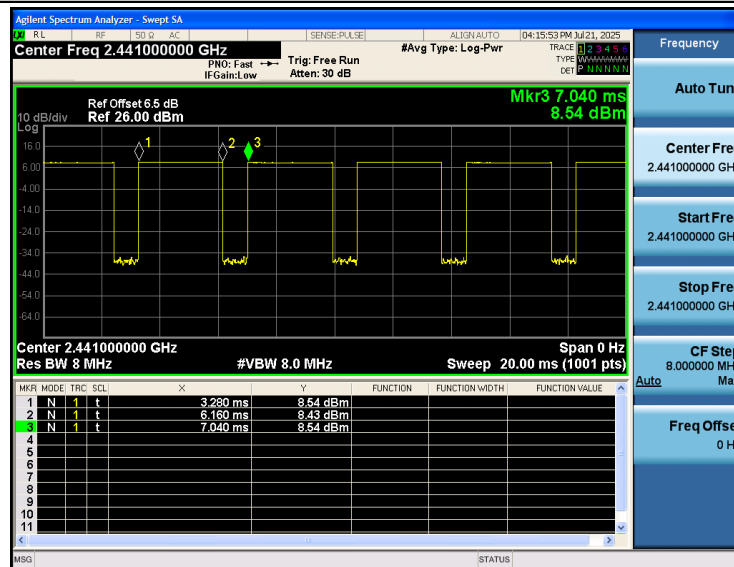 Agilent Spectrum Analyzer - Swept SA
RL RF 50 Ω AC SENSE:PULSE ALIGN AUTO 04:15:53 PM Jul 21, 2025
Center Freq 2.441000000 GHz
PNO: Fast
IFGain:Low
Trig: Free Run
Atten: 30 dB
#Avg Type: Log-Pwr
TRACE 1 2 3 4 5 6
TYPE
DET P N N N N N
Ref Offset 6.5 dB
10 dB/div Ref 26.00 dBm
Log
Mkr3 7.040 ms
8.54 dBm
16.0
6.00
-4.00
-14.0
-24.0
-34.0
-44.0
-54.0
-64.0
1
2
3
Center 2.441000000 GHz Span 0 Hz
Res BW 8 MHz #VBW 8.0 MHz Sweep 20.00 ms (1001 pts)
MKR MODE TRC SCL X Y FUNCTION FUNCTION WIDTH FUNCTION VALUE
1 N 1 t 3.280 ms 8.54 dBm
2 N 1 t 6.160 ms 8.43 dBm
3 N 1 t 7.040 ms 8.54 dBm
4
5
6
7
8
9
10
11
MSG STATUS
Frequency
Auto Tun
Center Fre
2.441000000 GH
Start Fre
2.441000000 GH
Stop Fre
2.441000000 GH
CF Step
8.000000 MH
Auto Ma
Freq Offse
0 H